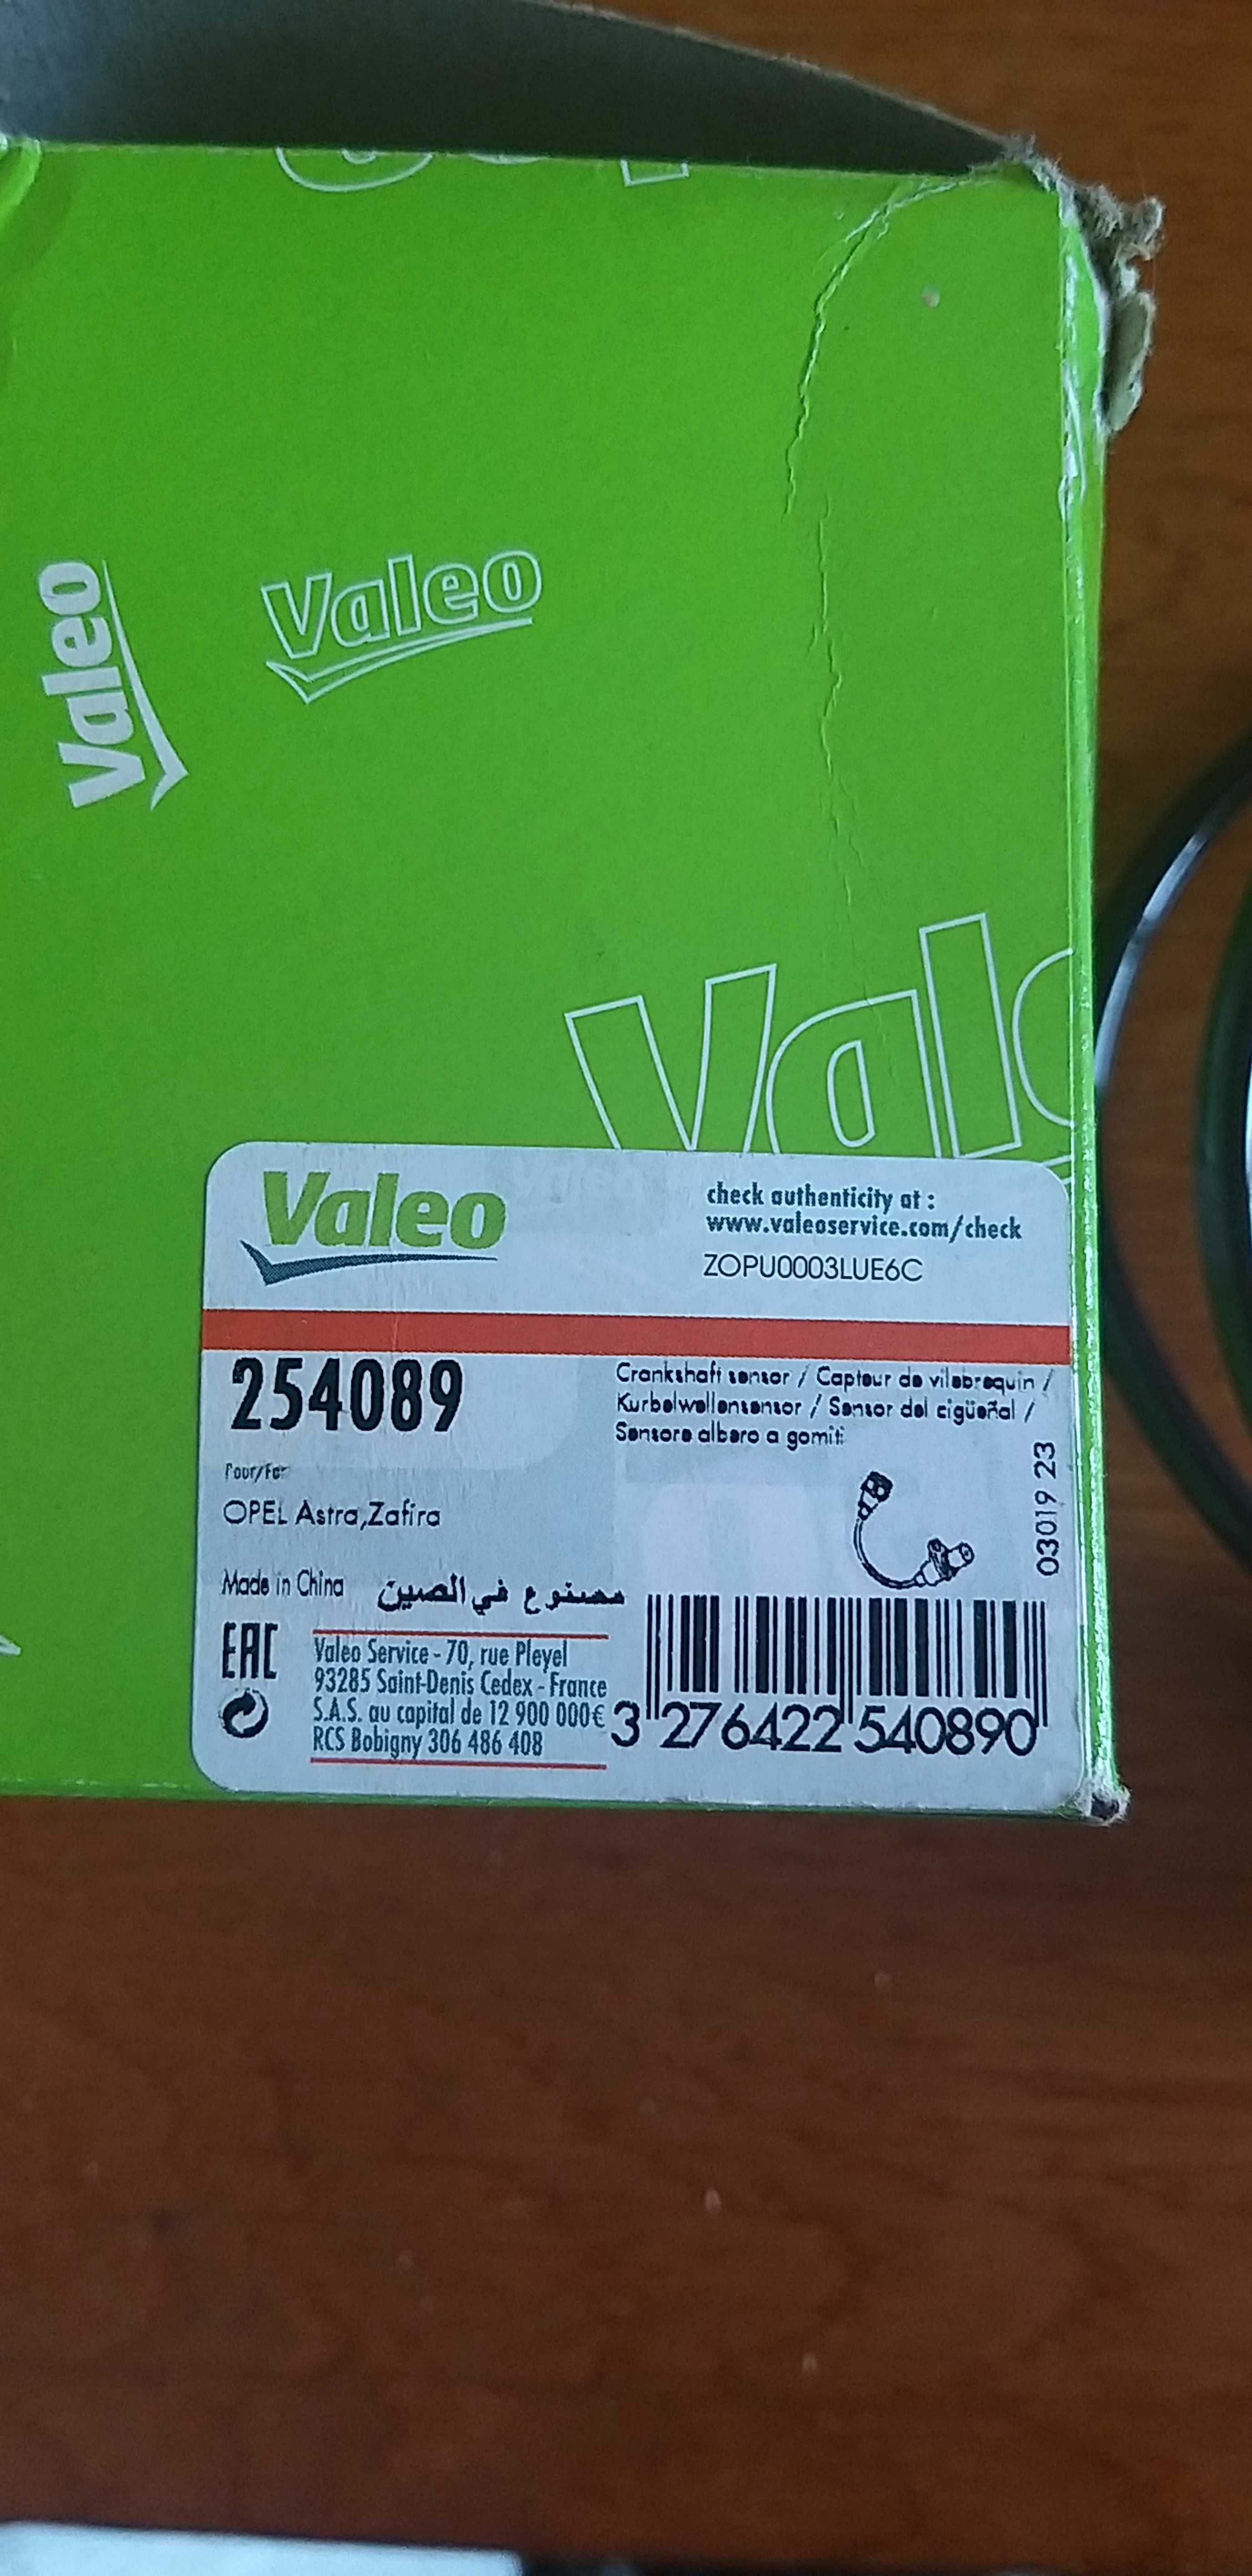 Valeo
Valeo
Valeo
check authenticity at :
www.valeoservice.com/check
ZOPU0003LUE6C
254089
Crankshaft sensor / Capteur de vilebrequin /
Kurbelwellensensor / Sensor del cigüeñal /
Sensore albero a gomiti
Pour/For
OPEL Astra,Zafira
03019 23
Made in China مصنوع في الصين
EAC
Valeo Service - 70, rue Pleyel
93285 Saint-Denis Cedex - France
S.A.S. au capital de 12 900 000€
RCS Bobigny 306 486 408
3 276422 540890